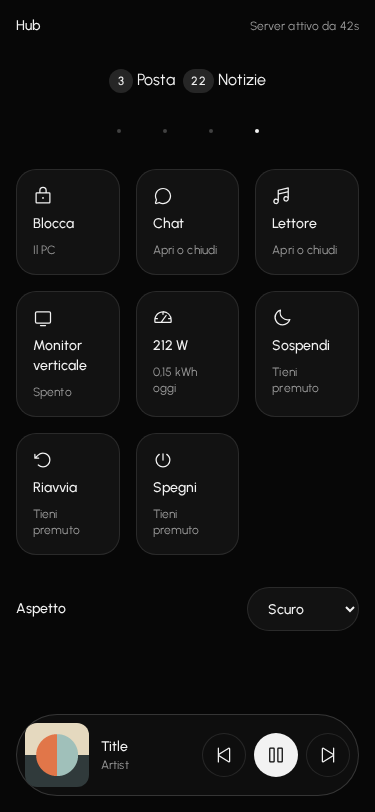 Hub
Server attivo da 42s
3 Posta 22 Notizie
Blocca
Il PC
Chat
Apri o chiudi
Lettore
Apri o chiudi
Monitor
verticale
Spento
212 W
0,15 kWh
oggi
Sospendi
Tieni
premuto
Riavvia
Tieni
premuto
Spegni
Tieni
premuto
Aspetto
Scuro
Title
Artist